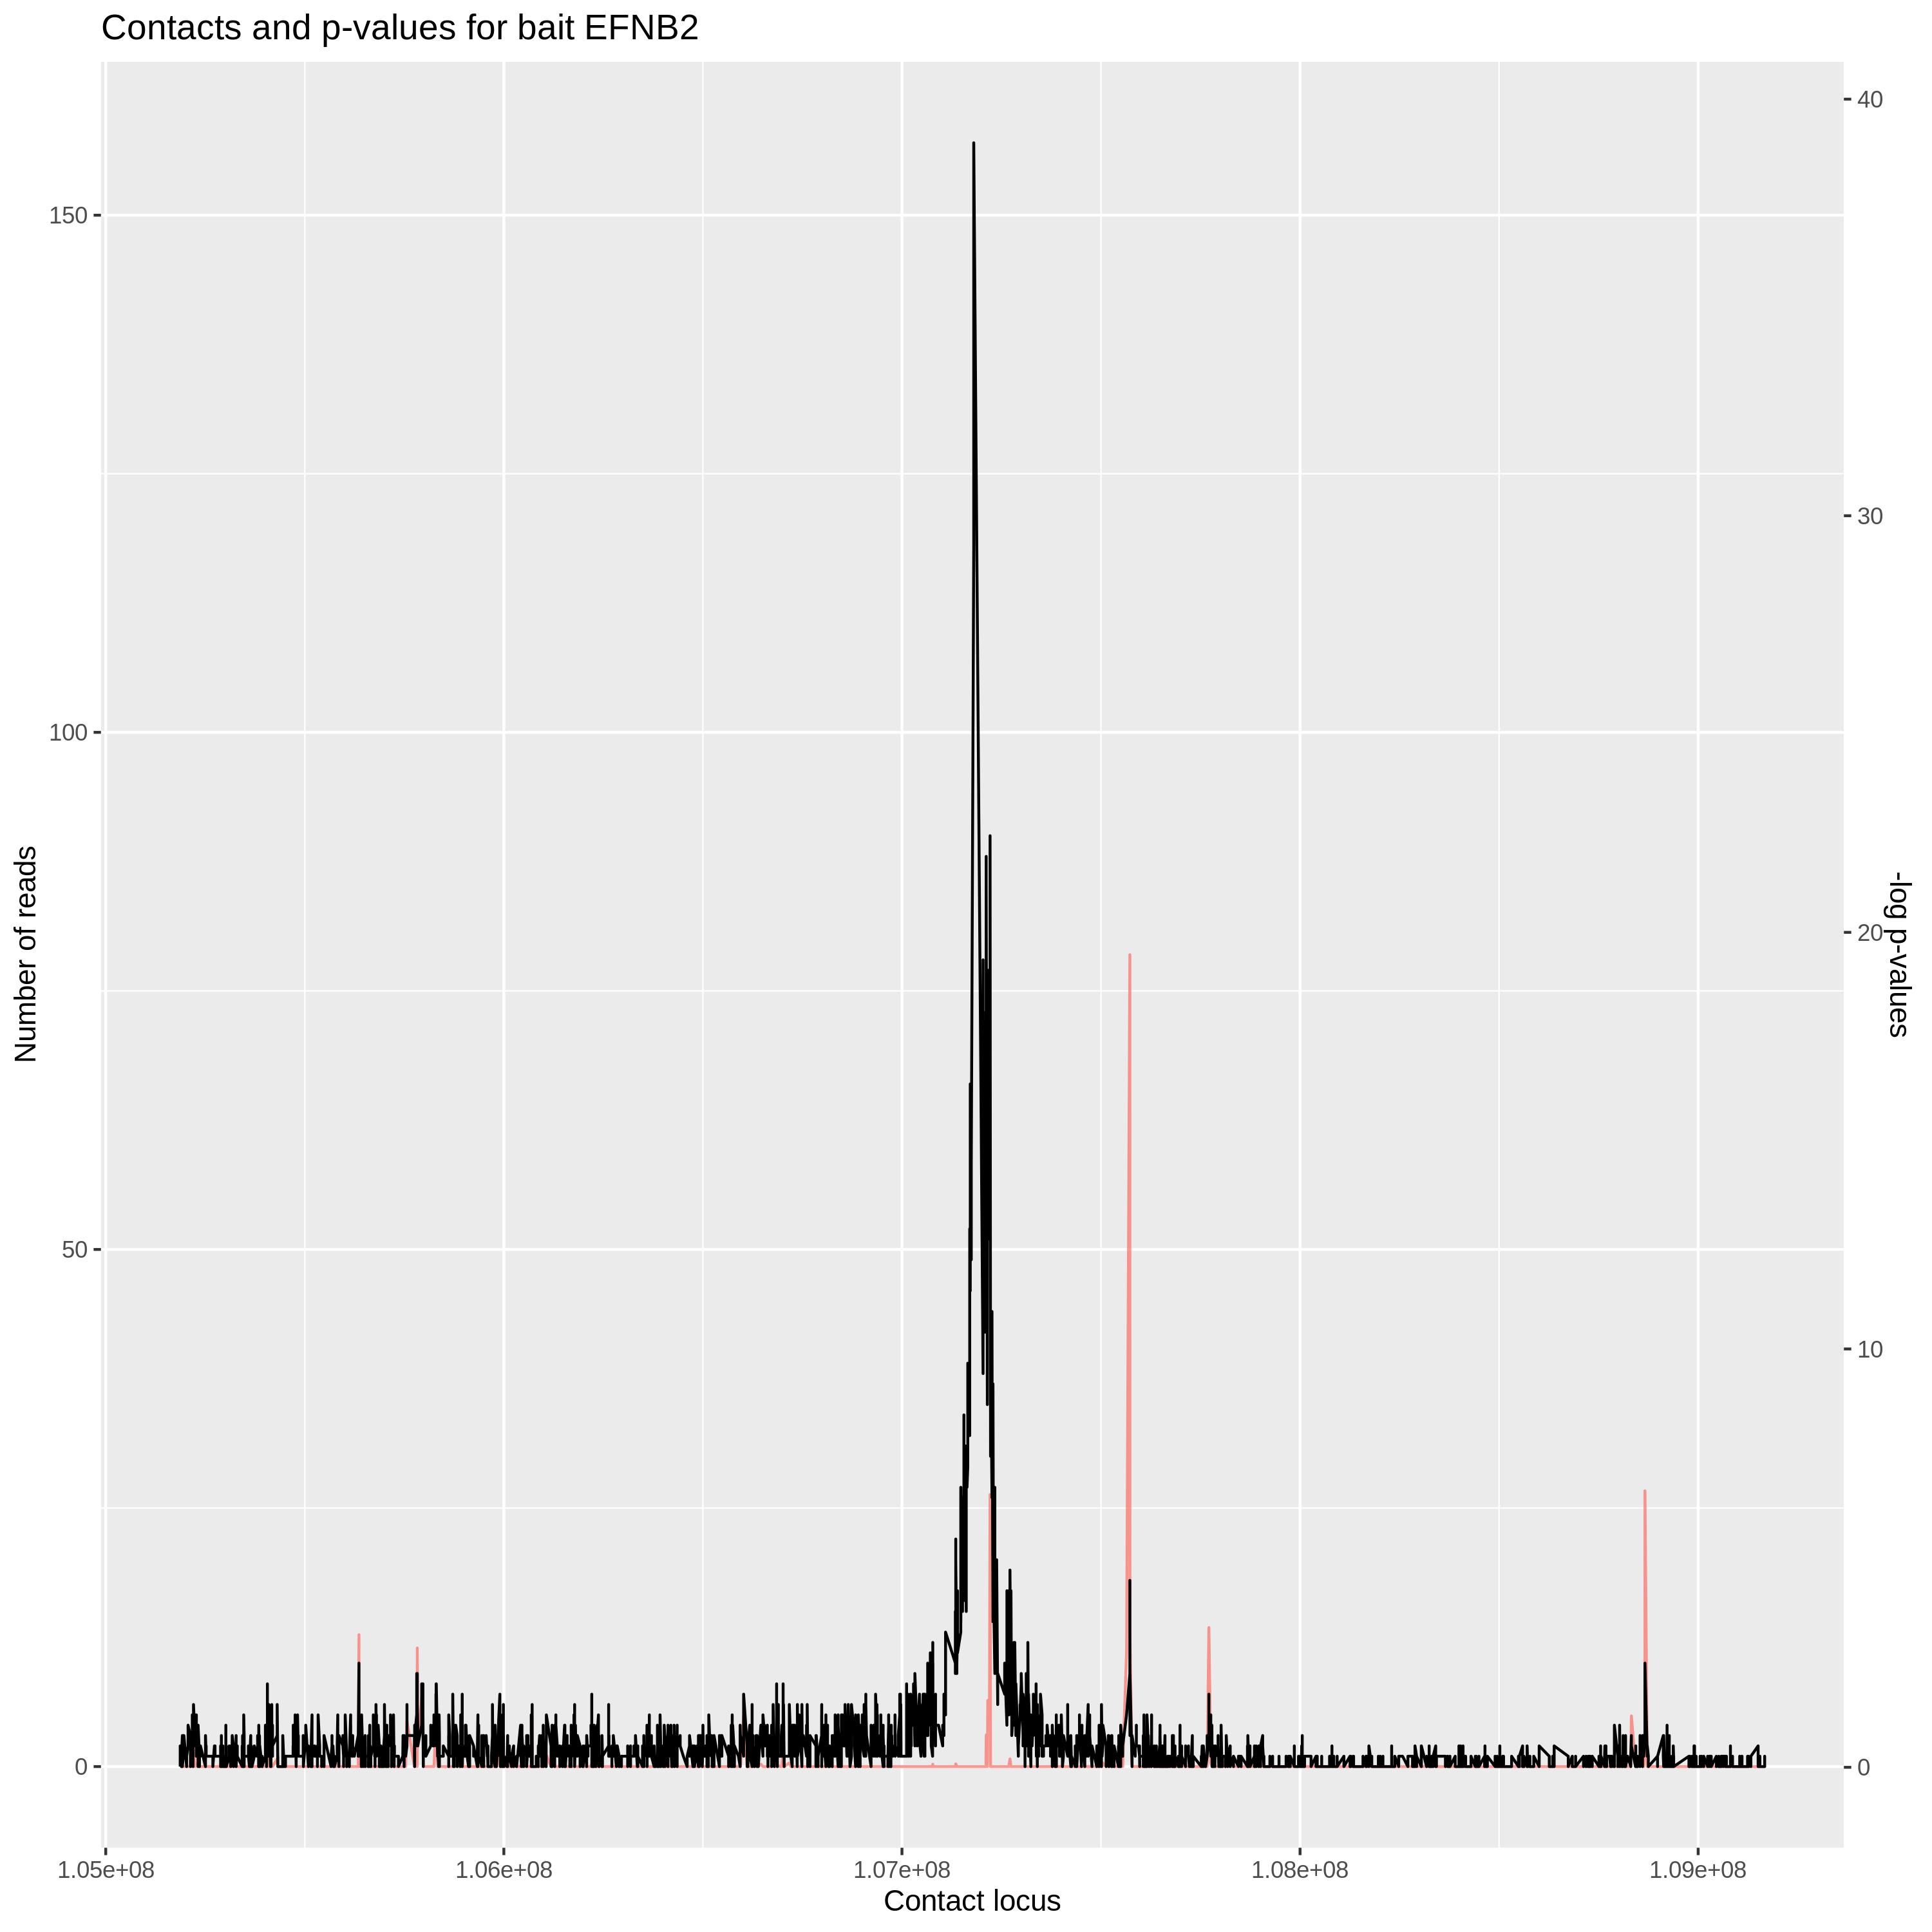 Contacts and p-values for bait EFNB2
Number of reads
150
100
50
0
40
30
20
10
0
-log p-values
1.05e+08 1.06e+08 1.07e+08 1.08e+08 1.09e+08
Contact locus